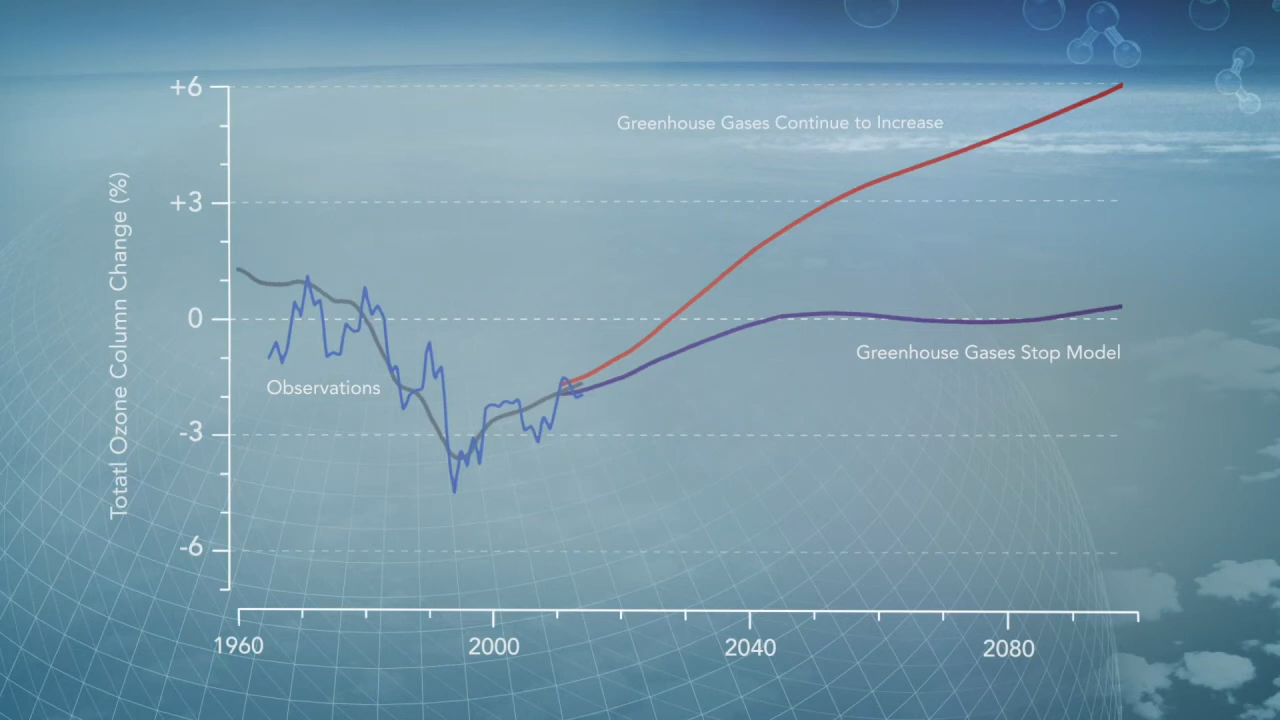 +6
Greenhouse Gases Continue to Increase
+3
Totatl Ozone Column Change (%)
0
Greenhouse Gases Stop Model
Observations
-3
-6
1960 2000 2040 2080